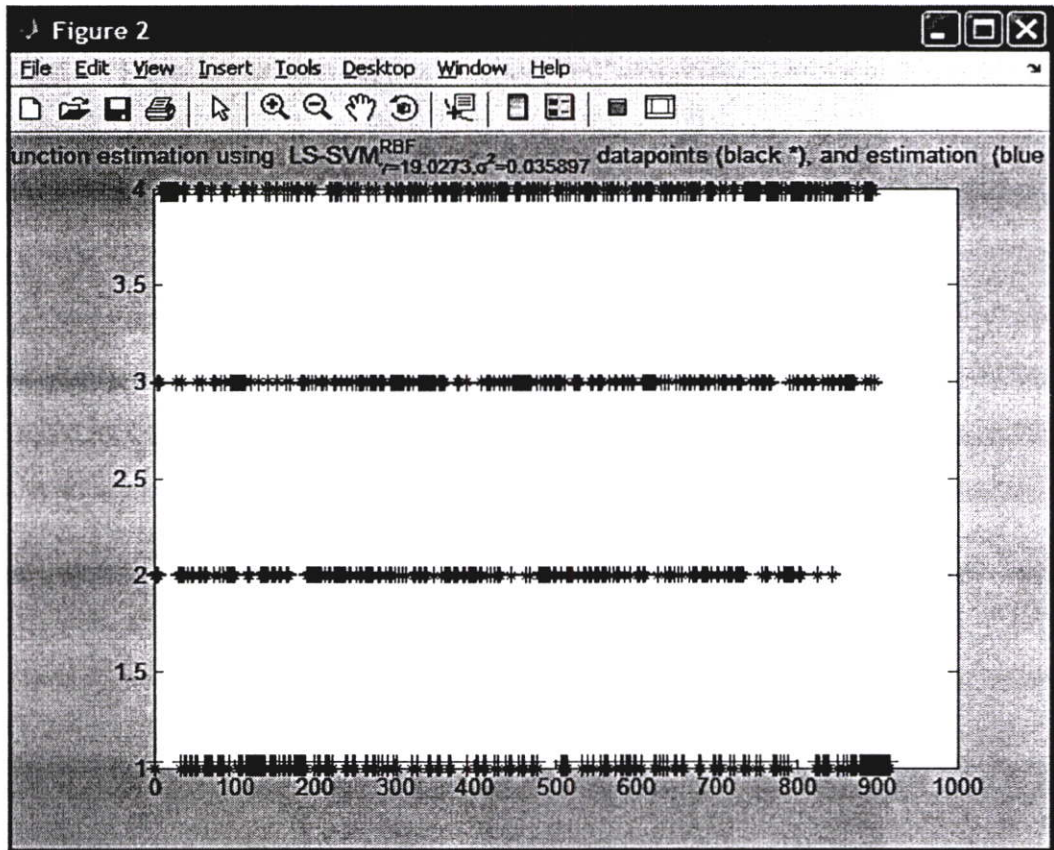 Figure 2
File Edit View Insert Tools Desktop Window Help
unction estimation using LS-SVM^RBF_γ=19.0273,σ²=0.035897 datapoints (black *), and estimation (blue
4
3.5
3
2.5
2
1.5
1
0 100 200 300 400 500 600 700 800 900 1000